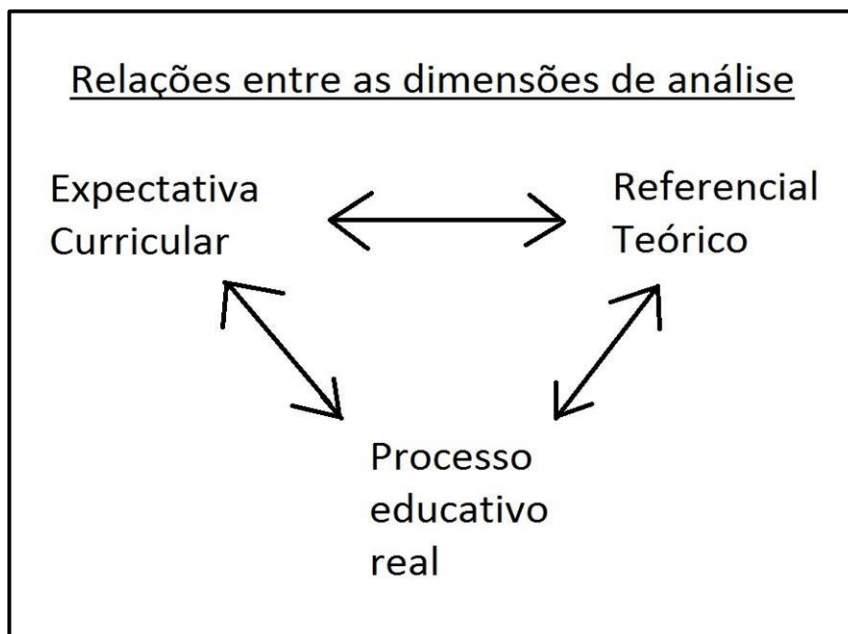 Relações entre as dimensões de análise
Expectativa
Curricular
Referencial
Teórico
Processo
educativo
real